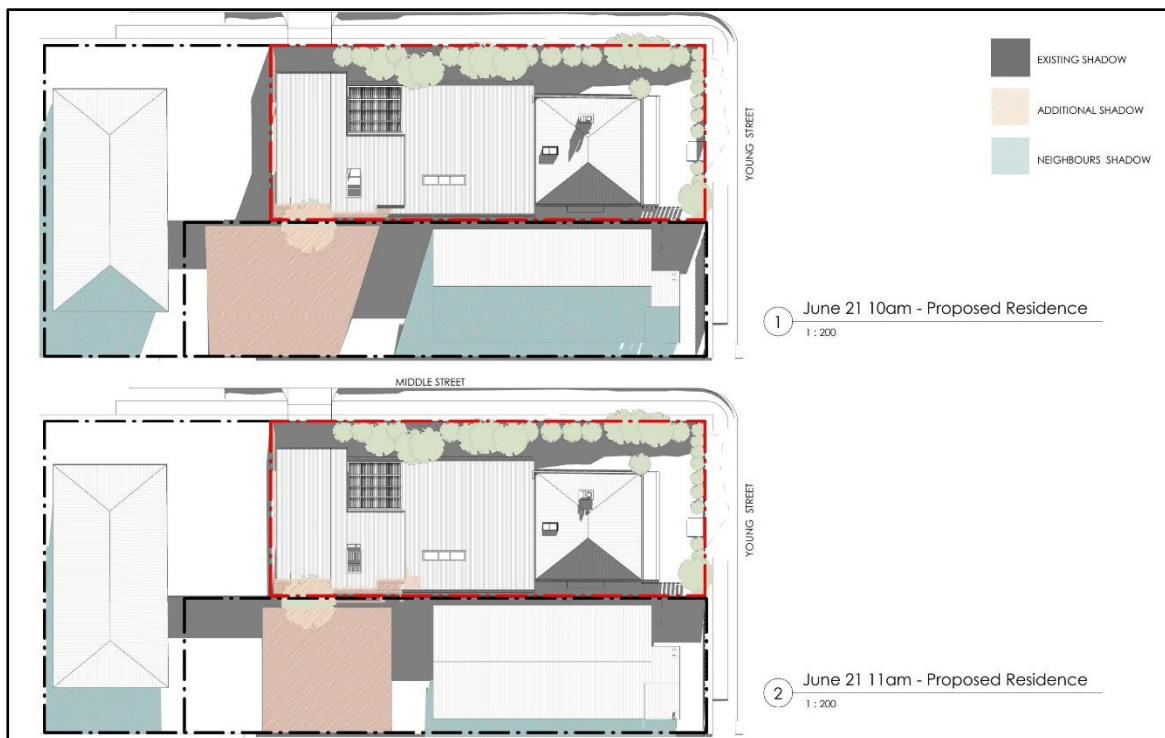 EXISTING SHADOW
ADDITIONAL SHADOW
NEIGHBOURS SHADOW
YOUNG STREET
1 June 21 10am - Proposed Residence
1 : 200
MIDDLE STREET
YOUNG STREET
2 June 21 11am - Proposed Residence
1 : 200